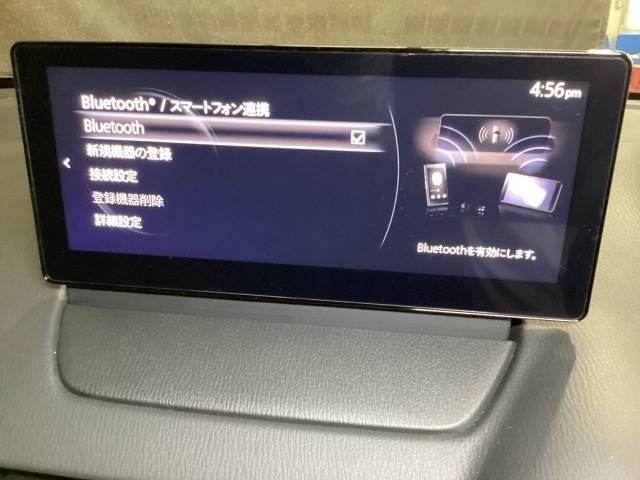 4:56pm
Bluetooth® / スマートフォン連携
Bluetooth
新規機器の登録
接続設定
登録機器削除
詳細設定
Bluetoothを有効にします。